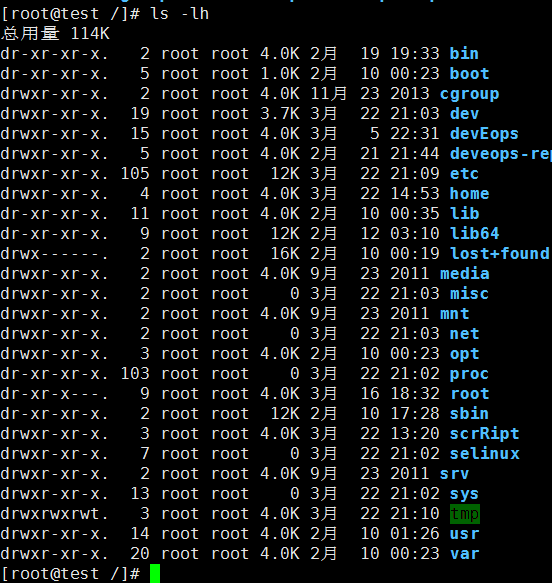 [root@test /]# ls -lh
总用量 114K
dr-xr-xr-x.   2 root root 4.0K 2月  19 19:33 bin
dr-xr-xr-x.   5 root root 1.0K 2月  10 00:23 boot
drwxr-xr-x.   2 root root 4.0K 11月 23 2013 cgroup
drwxr-xr-x.  19 root root 3.7K 3月  22 21:03 dev
drwxr-xr-x.  15 root root 4.0K 3月   5 22:31 devEops
drwxr-xr-x.   5 root root 4.0K 2月  21 21:44 deveops-rep
drwxr-xr-x. 105 root root  12K 3月  22 21:09 etc
drwxr-xr-x.   4 root root 4.0K 3月  22 14:53 home
dr-xr-xr-x.  11 root root 4.0K 2月  10 00:35 lib
dr-xr-xr-x.   9 root root  12K 2月  12 03:10 lib64
drwx------.   2 root root  16K 2月  10 00:19 lost+found
drwxr-xr-x.   2 root root 4.0K 9月  23 2011 media
drwxr-xr-x.   2 root root    0 3月  22 21:03 misc
drwxr-xr-x.   2 root root 4.0K 9月  23 2011 mnt
drwxr-xr-x.   2 root root    0 3月  22 21:03 net
drwxr-xr-x.   3 root root 4.0K 2月  10 00:23 opt
dr-xr-xr-x. 103 root root    0 3月  22 21:02 proc
dr-xr-x---.   9 root root 4.0K 3月  16 18:32 root
dr-xr-xr-x.   2 root root  12K 2月  10 17:28 sbin
drwxr-xr-x.   3 root root 4.0K 3月  22 13:20 scrRipt
drwxr-xr-x.   7 root root    0 3月  22 21:02 selinux
drwxr-xr-x.   2 root root 4.0K 9月  23 2011 srv
drwxr-xr-x.  13 root root    0 3月  22 21:02 sys
drwxrwxrwt.   3 root root 4.0K 3月  22 21:10 tmp
drwxr-xr-x.  14 root root 4.0K 2月  10 01:26 usr
drwxr-xr-x.  20 root root 4.0K 2月  10 00:23 var
[root@test /]#